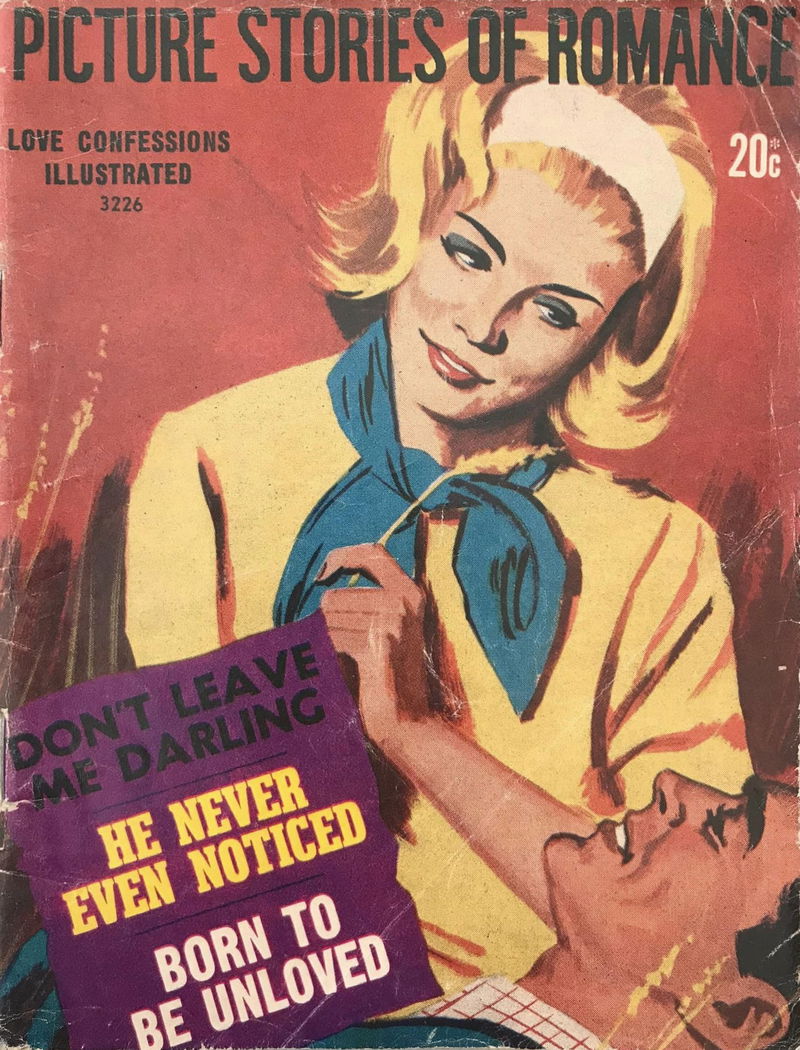 PICTURE STORIES OF ROMANCE
LOVE CONFESSIONS
ILLUSTRATED
3226
20c
DON'T LEAVE
ME DARLING
HE NEVER
EVEN NOTICED
BORN TO
BE UNLOVED